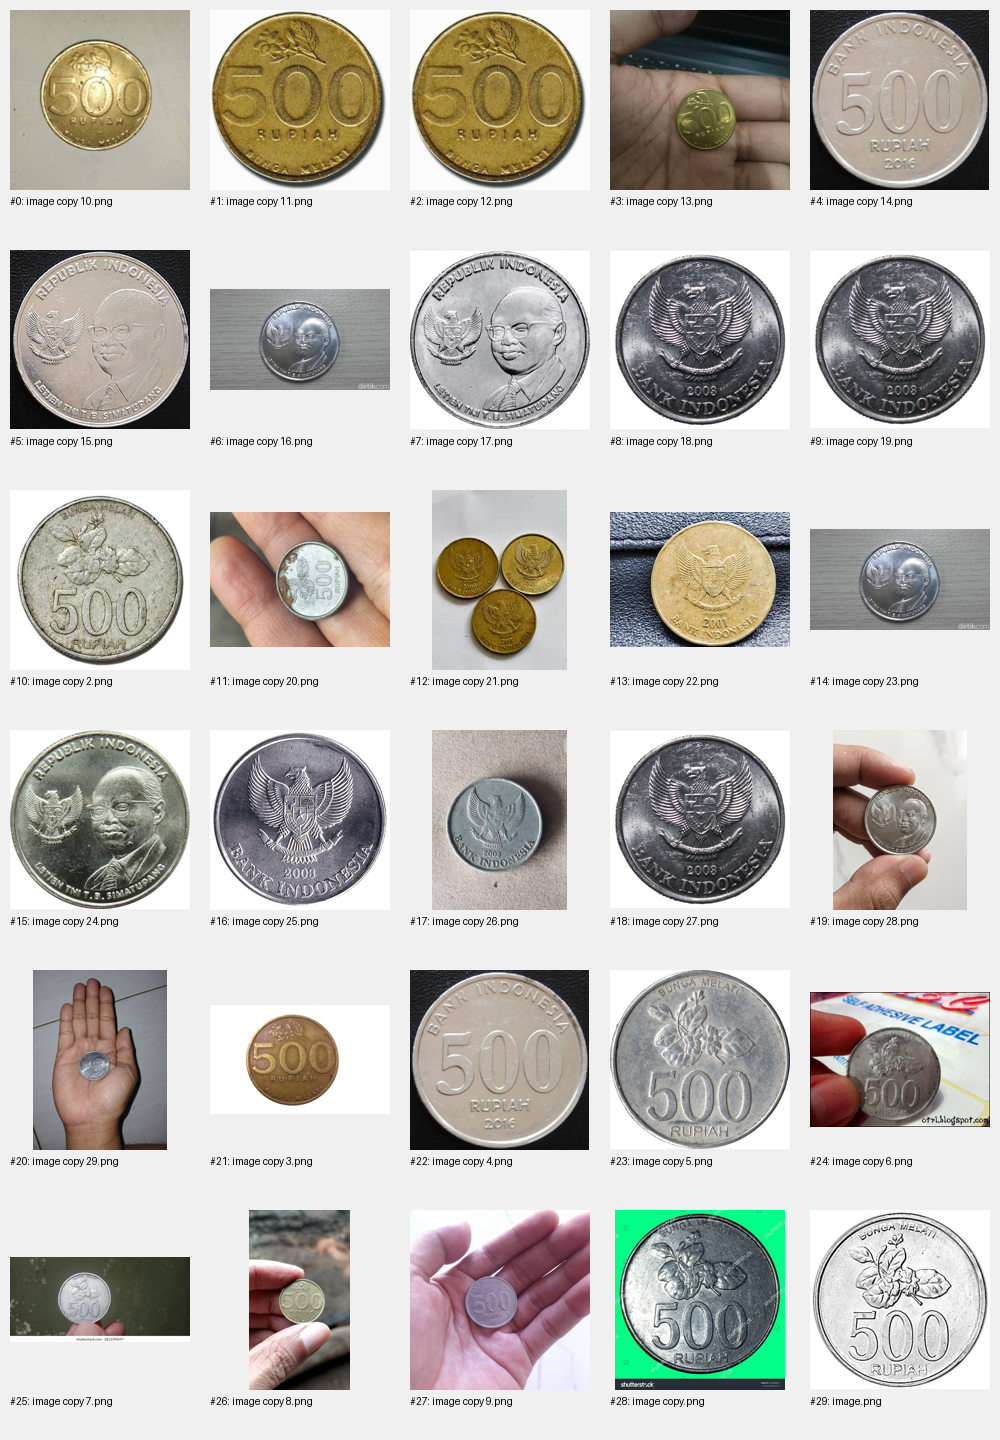 500
RUPIAH
500
RUPIAH
BUNGA MELATI
500
RUPIAH
BUNGA MELATI
500
BANK INDONESIA
500
RUPIAH
2016
#0: image copy 10.png
#1: image copy 11.png
#2: image copy 12.png
#3: image copy 13.png
#4: image copy 14.png
REPUBLIK INDONESIA
LETJEN TNI T.B. SIMATUPANG
detikcom
REPUBLIK INDONESIA
LETJEN TNI T.B. SIMATUPANG
2008
BANK INDONESIA
2008
BANK INDONESIA
#5: image copy 15.png
#6: image copy 16.png
#7: image copy 17.png
#8: image copy 18.png
#9: image copy 19.png
BUNGA MELATI
500
RUPIAH
500
2001
BANK INDONESIA
detikcom
#10: image copy 2.png
#11: image copy 20.png
#12: image copy 21.png
#13: image copy 22.png
#14: image copy 23.png
REPUBLIK INDONESIA
LETJEN TNI T.B. SIMATUPANG
2008
BANK INDONESIA
2003
BANK INDONESIA
2008
BANK INDONESIA
#15: image copy 24.png
#16: image copy 25.png
#17: image copy 26.png
#18: image copy 27.png
#19: image copy 28.png
500
RUPIAH
BANK INDONESIA
500
RUPIAH
2016
BUNGA MELATI
500
RUPIAH
SELF ADHESIVE LABEL
500
#20: image copy 29.png
#21: image copy 3.png
#22: image copy 4.png
#23: image copy 5.png
#24: image copy 6.png
500
500
500
BUNGA MELATI
500
RUPIAH
shutterstock
BUNGA MELATI
500
RUPIAH
#25: image copy 7.png
#26: image copy 8.png
#27: image copy 9.png
#28: image copy.png
#29: image.png